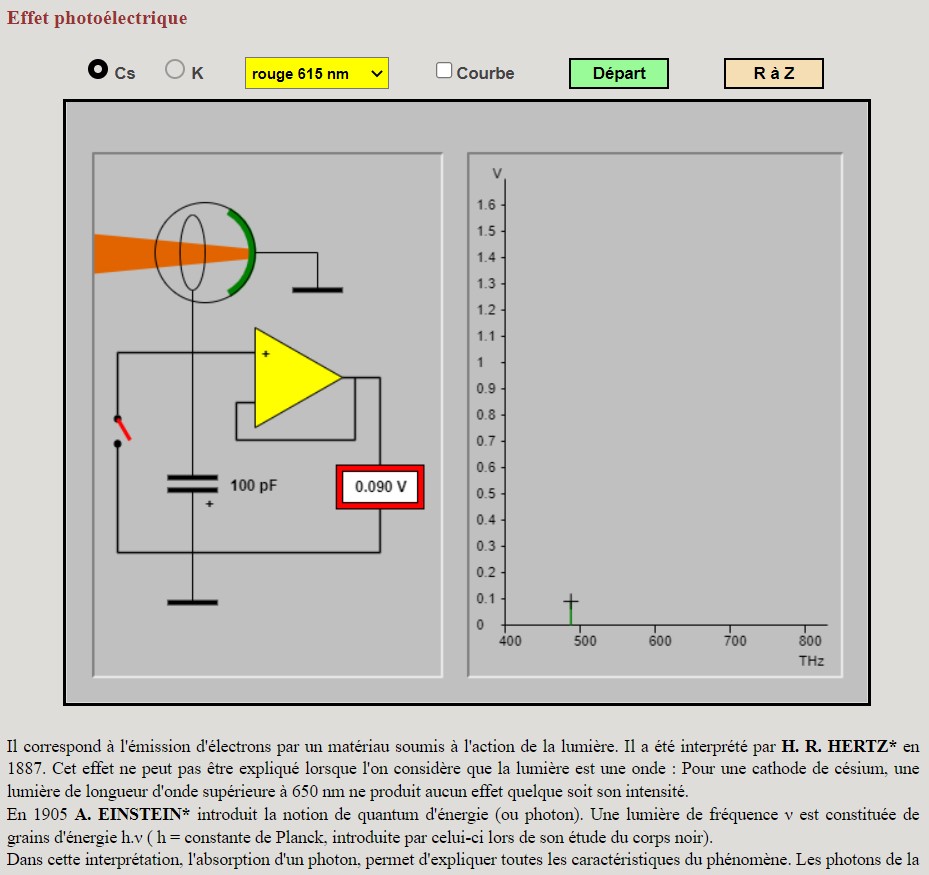 Effet photoélectrique
Cs K rouge 615 nm Courbe Départ R à Z
V
1.6
1.5
1.4
1.3
1.2
1.1
1
0.9
0.8
0.7
0.6
0.5
0.4
0.3
0.2
0.1
0
400 500 600 700 800
THz
+
100 pF
+
0.090 V
Il correspond à l'émission d'électrons par un matériau soumis à l'action de la lumière. Il a été interprété par H. R. HERTZ* en
1887. Cet effet ne peut pas être expliqué lorsque l'on considère que la lumière est une onde : Pour une cathode de césium, une
lumière de longueur d'onde supérieure à 650 nm ne produit aucun effet quelque soit son intensité.
En 1905 A. EINSTEIN* introduit la notion de quantum d'énergie (ou photon). Une lumière de fréquence ν est constituée de
grains d'énergie h.ν ( h = constante de Planck, introduite par celui-ci lors de son étude du corps noir).
Dans cette interprétation, l'absorption d'un photon, permet d'expliquer toutes les caractéristiques du phénomène. Les photons de la